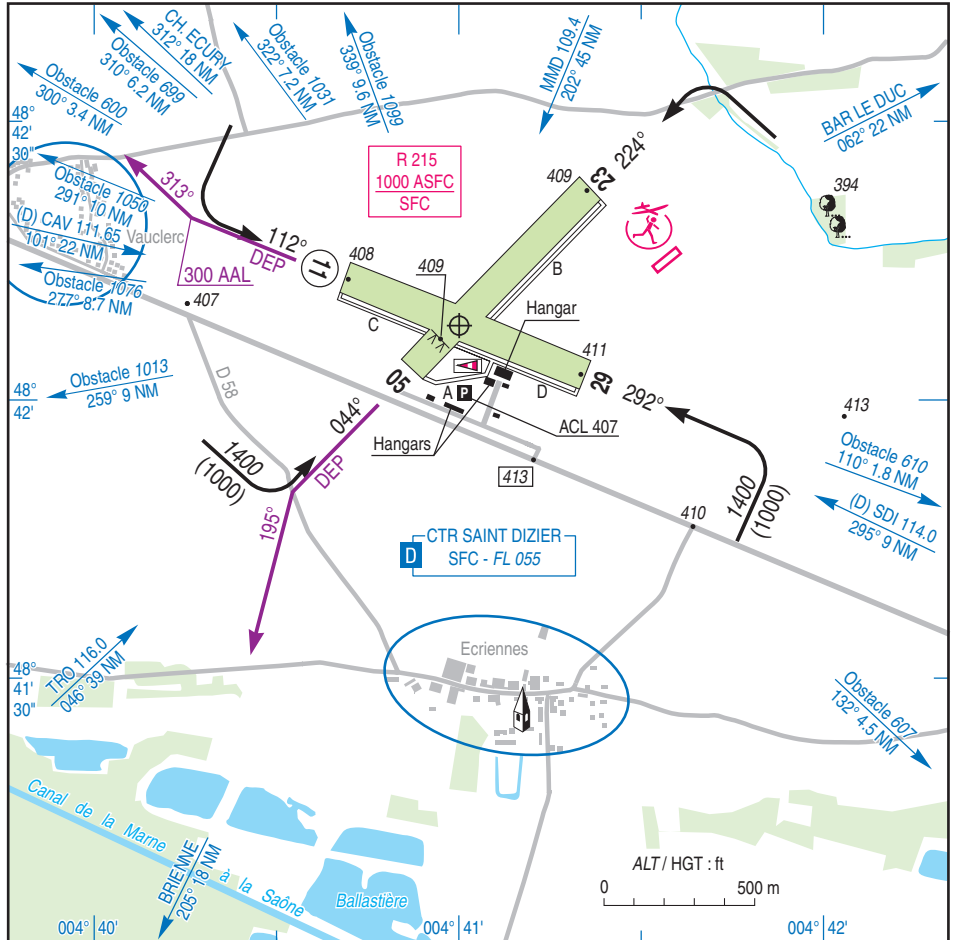 CH. ECURY
312° 18 NM
Obstacle 699
310° 6.2 NM
Obstacle 600
300° 3.4 NM
Obstacle 1031
322° 7.2 NM
Obstacle 1099
339° 9.6 NM
MMD 109.4
202° 45 NM
BAR LE DUC
062° 22 NM
48°
42'
30"
R 215
1000 ASFC
SFC
409
23
224°
394
Obstacle 1050
291° 10 NM
(D) CAV 111.65
101° 22 NM
Vauclerc
Obstacle 1076
277° 8.7 NM
313°
112°
DEP
11
300 AAL
407
408
409
B
Hangar
C
411
Obstacle 1013
259° 9 NM
D 58
48°
42'
05
A
P
D
29
292°
ACL 407
Hangars
413
413
044°
DEP
1400
(1000)
195°
410
1400
(1000)
Obstacle 610
110° 1.8 NM
(D) SDI 114.0
295° 9 NM
D
CTR SAINT DIZIER
SFC - FL 055
Ecriennes
48°
41'
30"
TRO 116.0
046° 39 NM
Obstacle 607
132° 4.5 NM
Canal de la Marne
à la Saône
BRIENNE
205° 18 NM
Ballastière
ALT / HGT : ft
0
500 m
004° 40'
004° 41'
004° 42'